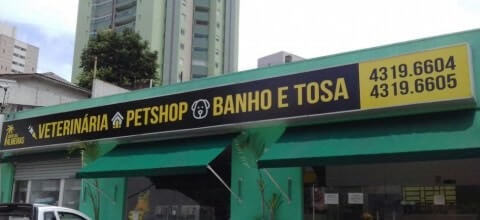 VETERINÁRIA PETSHOP BANHO E TOSA
4319.6604
4319.6605